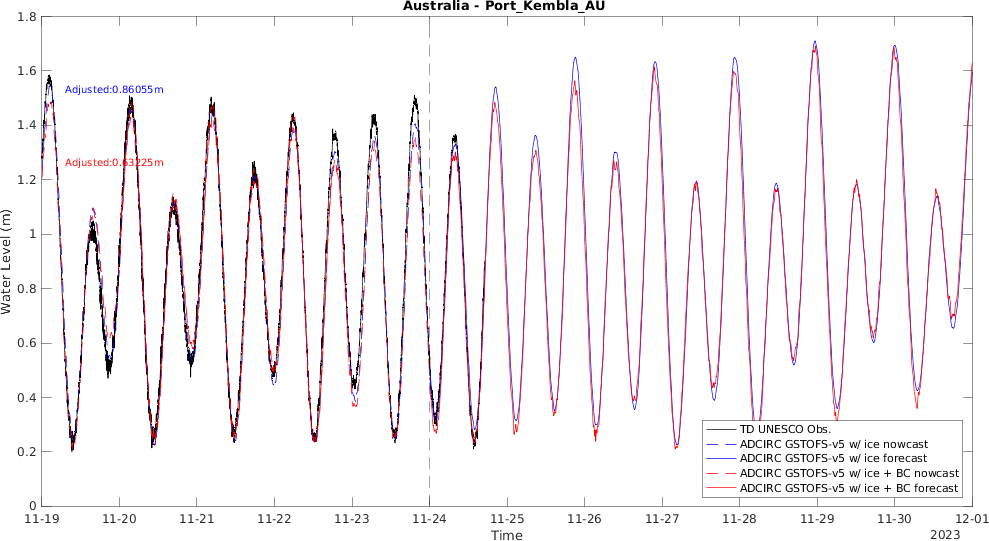 Australia - Port_Kembla_AU
1.8
1.6
1.4
1.2
1
0.8
0.6
0.4
0.2
0
Water Level (m)
Adjusted:0.86055m
Adjusted:0.63225m
TD UNESCO Obs.
ADCIRC GSTOFS-v5 w/ ice nowcast
ADCIRC GSTOFS-v5 w/ ice forecast
ADCIRC GSTOFS-v5 w/ ice + BC nowcast
ADCIRC GSTOFS-v5 w/ ice + BC forecast
11-19 11-20 11-21 11-22 11-23 11-24 11-25 11-26 11-27 11-28 11-29 11-30 12-01
Time
2023